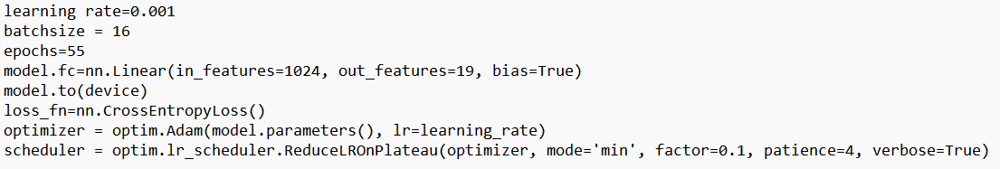 learning rate=0.001
batchsize = 16
epochs=55
model.fc=nn.Linear(in_features=1024, out_features=19, bias=True)
model.to(device)
loss_fn=nn.CrossEntropyLoss()
optimizer = optim.Adam(model.parameters(), lr=learning_rate)
scheduler = optim.lr_scheduler.ReduceLROnPlateau(optimizer, mode='min', factor=0.1, patience=4, verbose=True)